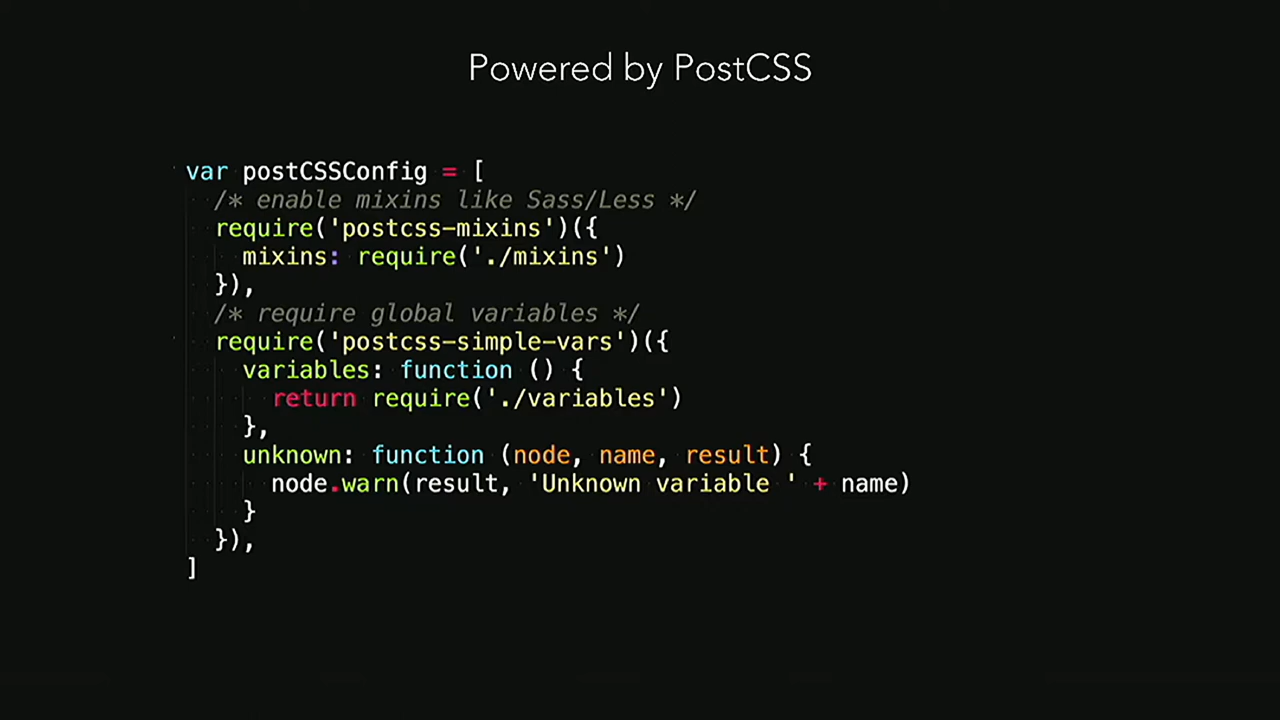 Powered by PostCSS
var postCSSConfig = [
  /* enable mixins like Sass/Less */
  require('postcss-mixins')({
    mixins: require('./mixins')
  }),
  /* require global variables */
  require('postcss-simple-vars')({
    variables: function () {
      return require('./variables')
    },
    unknown: function (node, name, result) {
      node.warn(result, 'Unknown variable ' + name)
    }
  }),
]